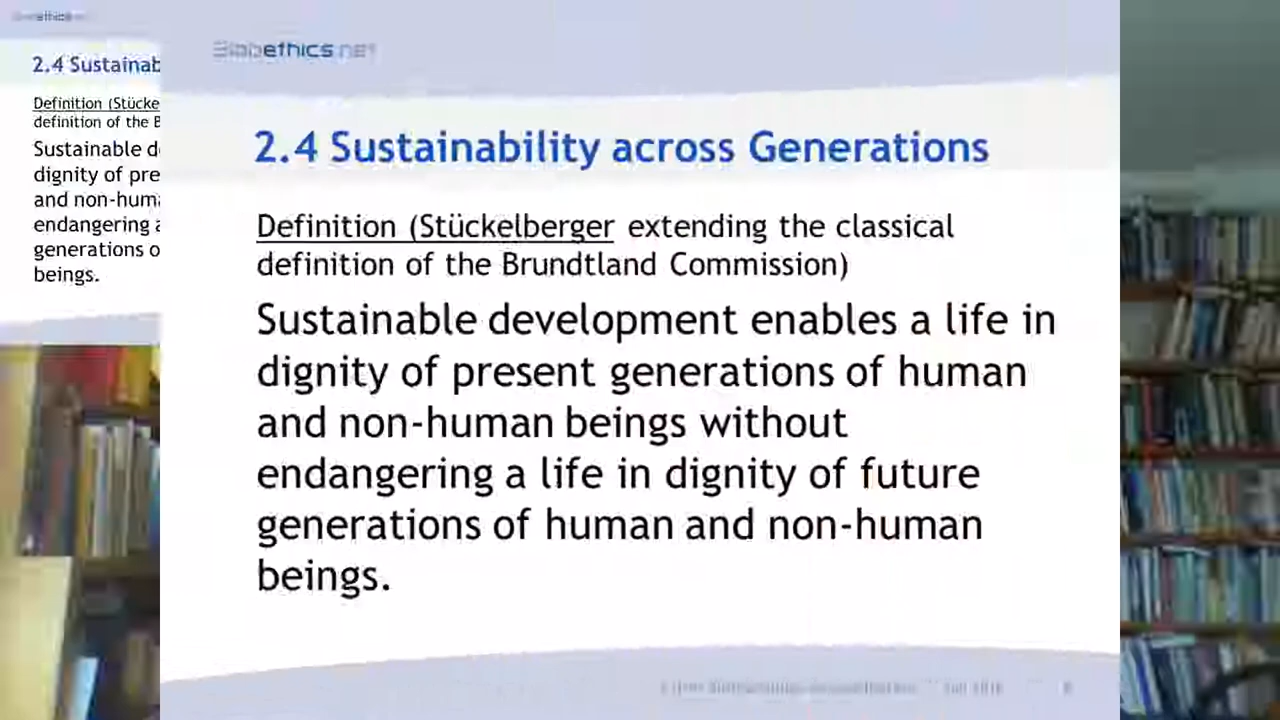 ethics
2.4 Sustainab
Definition (Stücke
definition of the B
Sustainable d
dignity of pre
and non-huma
endangering a
generations o
beings.
Globethics.net
2.4 Sustainability across Generations
Definition (Stückelberger extending the classical
definition of the Brundtland Commission)
Sustainable development enables a life in
dignity of present generations of human
and non-human beings without
endangering a life in dignity of future
generations of human and non-human
beings.